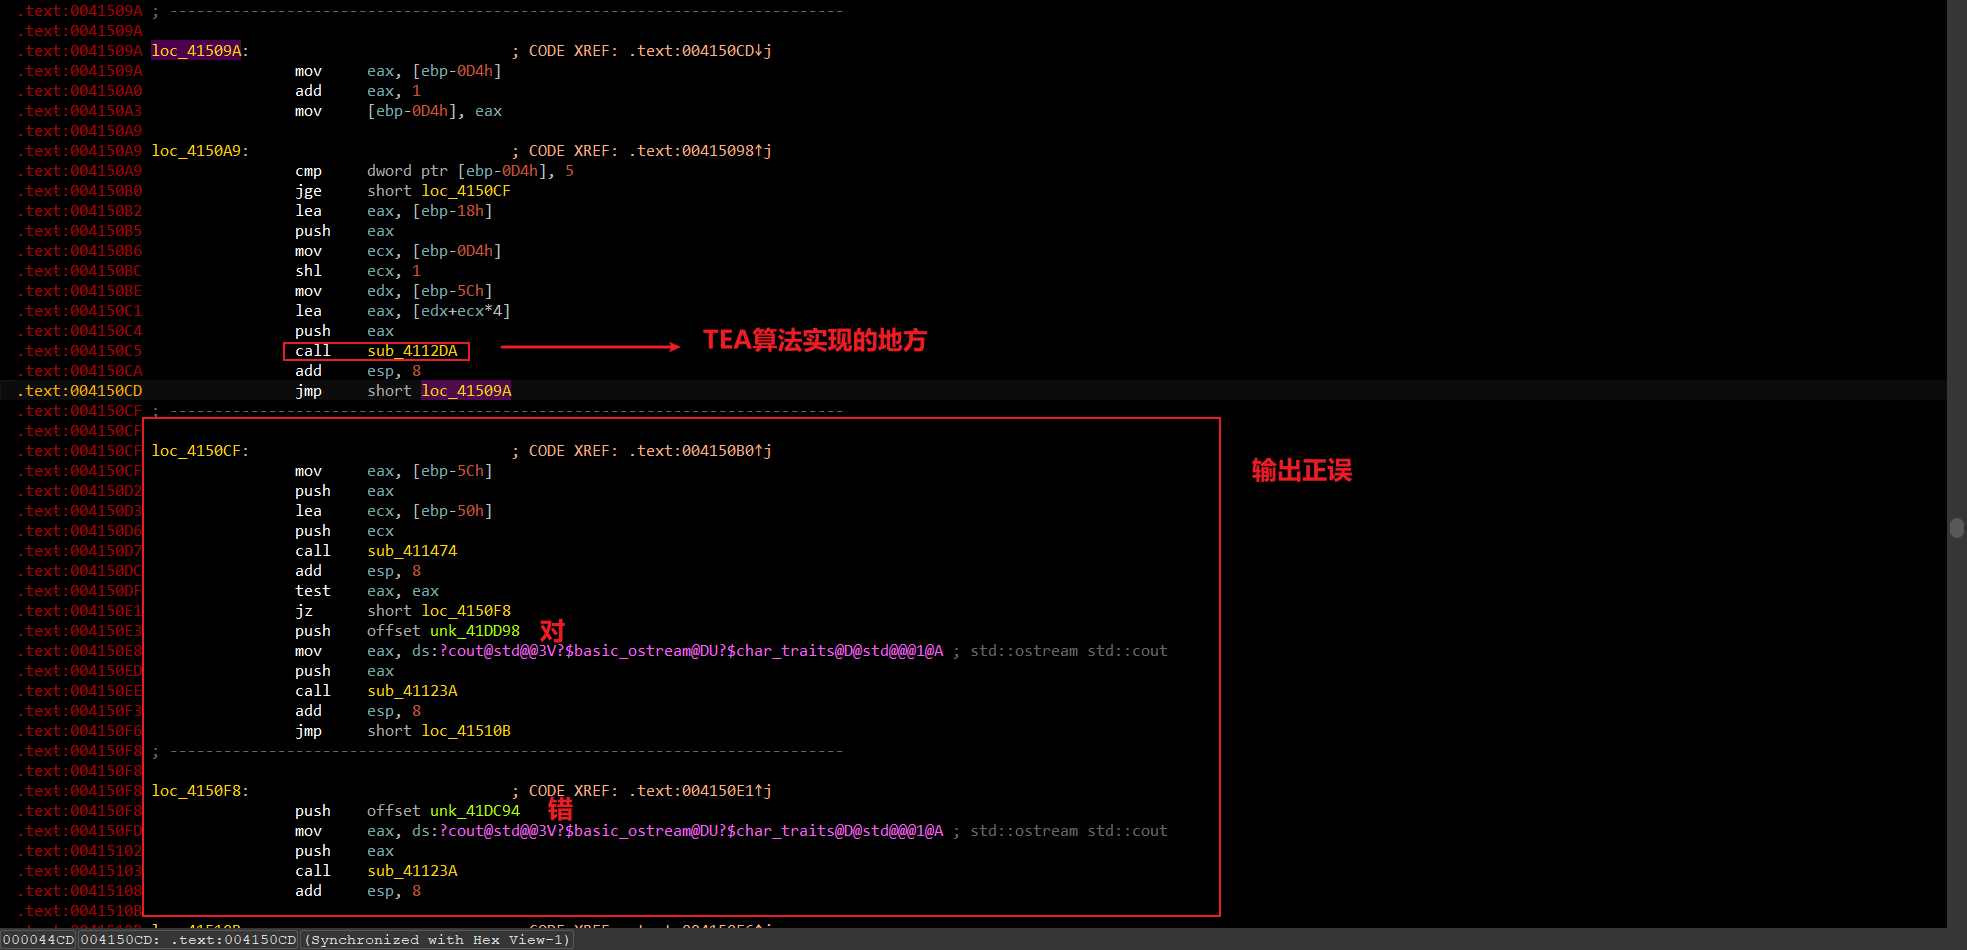 .text:0041509A ; ---------------------------------------------------------------------------
.text:0041509A
.text:0041509A loc_41509A: ; CODE XREF: .text:004150CD↓j
.text:0041509A mov eax, [ebp-0D4h]
.text:004150A0 add eax, 1
.text:004150A3 mov [ebp-0D4h], eax
.text:004150A9
.text:004150A9 loc_4150A9: ; CODE XREF: .text:00415098↑j
.text:004150A9 cmp dword ptr [ebp-0D4h], 5
.text:004150B0 jge short loc_4150CF
.text:004150B2 lea eax, [ebp-18h]
.text:004150B5 push eax
.text:004150B6 mov ecx, [ebp-0D4h]
.text:004150BC shl ecx, 1
.text:004150BE mov edx, [ebp-5Ch]
.text:004150C1 lea eax, [edx+ecx*4]
.text:004150C4 push eax
.text:004150C5 call sub_4112DA TEA算法实现的地方
.text:004150CA add esp, 8
.text:004150CD jmp short loc_41509A
.text:004150CF ; ---------------------------------------------------------------------------
.text:004150CF
.text:004150CF loc_4150CF: ; CODE XREF: .text:004150B0↑j
.text:004150CF mov eax, [ebp-5Ch] 输出正误
.text:004150D2 push eax
.text:004150D3 lea ecx, [ebp-50h]
.text:004150D6 push ecx
.text:004150D7 call sub_411474
.text:004150DC add esp, 8
.text:004150DF test eax, eax
.text:004150E1 jz short loc_4150F8
.text:004150E3 push offset unk_41DD98 对
.text:004150E8 mov eax, ds:?cout@std@@3V?$basic_ostream@DU?$char_traits@D@std@@@1@A ; std::ostream std::cout
.text:004150ED push eax
.text:004150EE call sub_41123A
.text:004150F3 add esp, 8
.text:004150F6 jmp short loc_41510B
.text:004150F8 ; ---------------------------------------------------------------------------
.text:004150F8
.text:004150F8 loc_4150F8: ; CODE XREF: .text:004150E1↑j
.text:004150F8 push offset unk_41DC94 错
.text:004150FD mov eax, ds:?cout@std@@3V?$basic_ostream@DU?$char_traits@D@std@@@1@A ; std::ostream std::cout
.text:00415102 push eax
.text:00415103 call sub_41123A
.text:00415108 add esp, 8
.text:0041510B
000044CD 004150CD: .text:004150CD (Synchronized with Hex View-1)